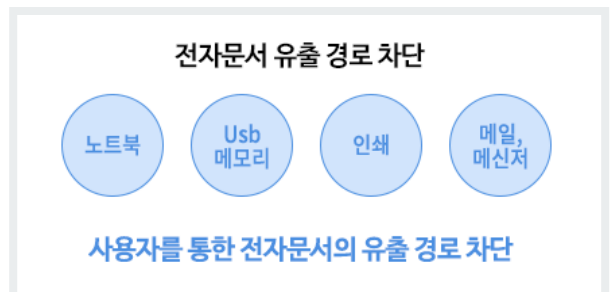 전자문서 유출 경로 차단
노트북
Usb
메모리
인쇄
메일,
메신저
사용자를 통한 전자문서의 유출 경로 차단